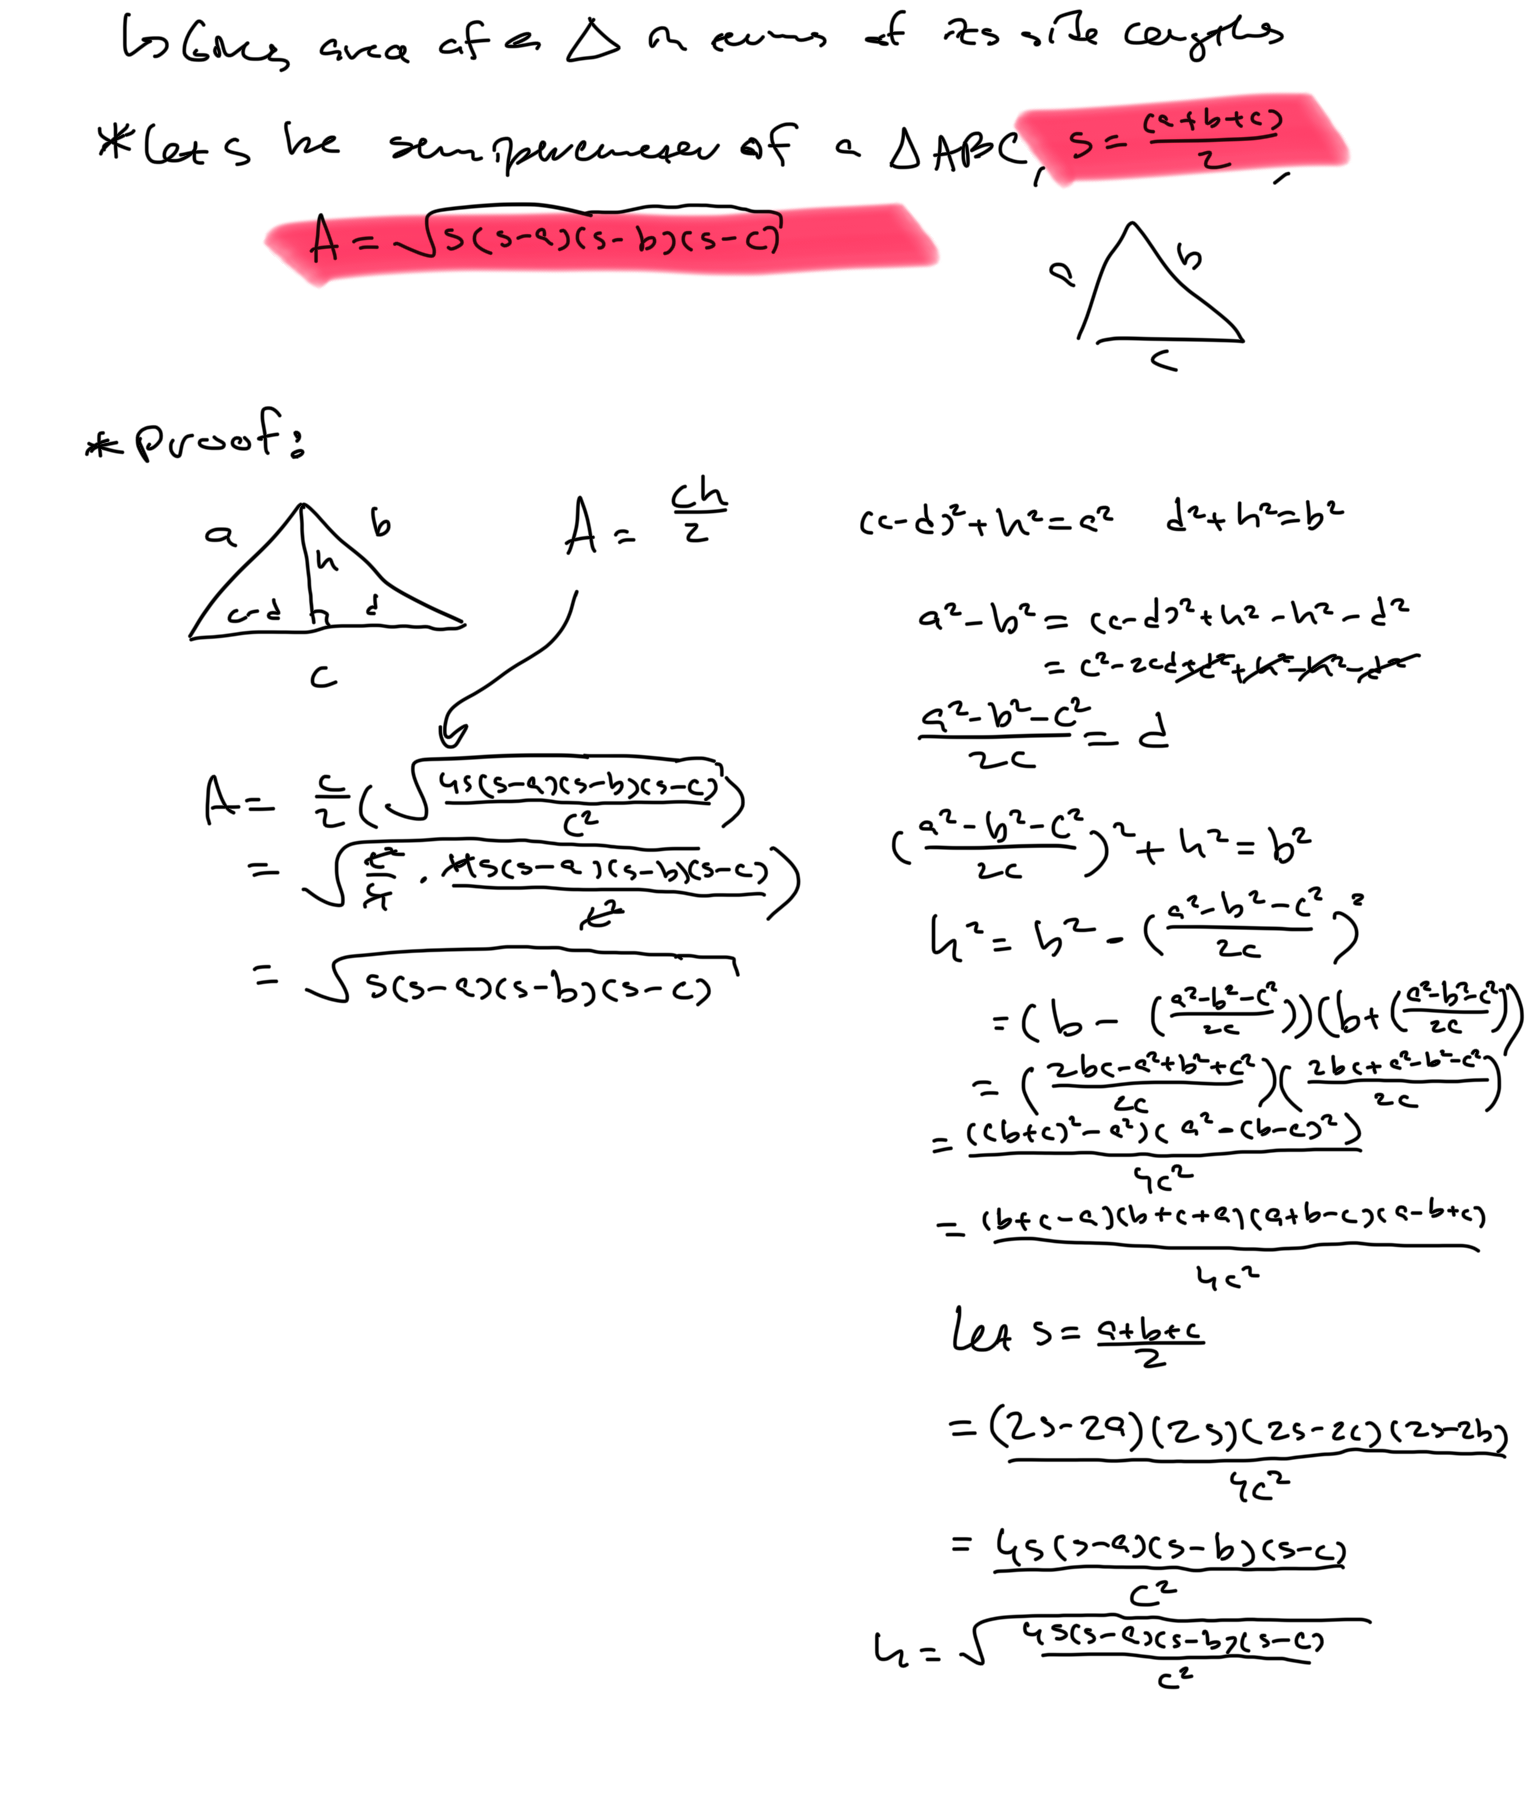 ↳ Gives area of a Δ in terms of its side lengths
*Let s be semiperimeter of a ΔABC, s = (a+b+c)/2,
A = √(s(s-a)(s-b)(s-c))
a b
c
*Proof:
a b
h
c-d d
c
A = ch/2
A = c/2 (√(4s(s-a)(s-b)(s-c)/c²))
= √(c²/4 · 4s(s-a)(s-b)(s-c)/c²)
= √(s(s-a)(s-b)(s-c))
(c-d)²+h²=a² d²+h²=b²
a²-b² = (c-d)²+h²-h²-d²
= c²-2cd+d²+h²-h²-d²
(a²-b²-c²)/2c = d
((a²-b²-c²)/2c)²+h²=b²
h² = b² - ((a²-b²-c²)/2c)²
= (b - ((a²-b²-c²)/2c))(b+((a²-b²-c²)/2c))
= ((2bc-a²+b²+c²)/2c)((2bc+a²-b²-c²)/2c)
= ((b+c)²-a²)(a²-(b-c)²)/4c²
= (b+c-a)(b+c+a)(a+b-c)(a-b+c)/4c²
Let s = (a+b+c)/2
= (2s-2a)(2s)(2s-2c)(2s-2b)/4c²
= 4s(s-a)(s-b)(s-c)/c²
h = √(4s(s-a)(s-b)(s-c)/c²)